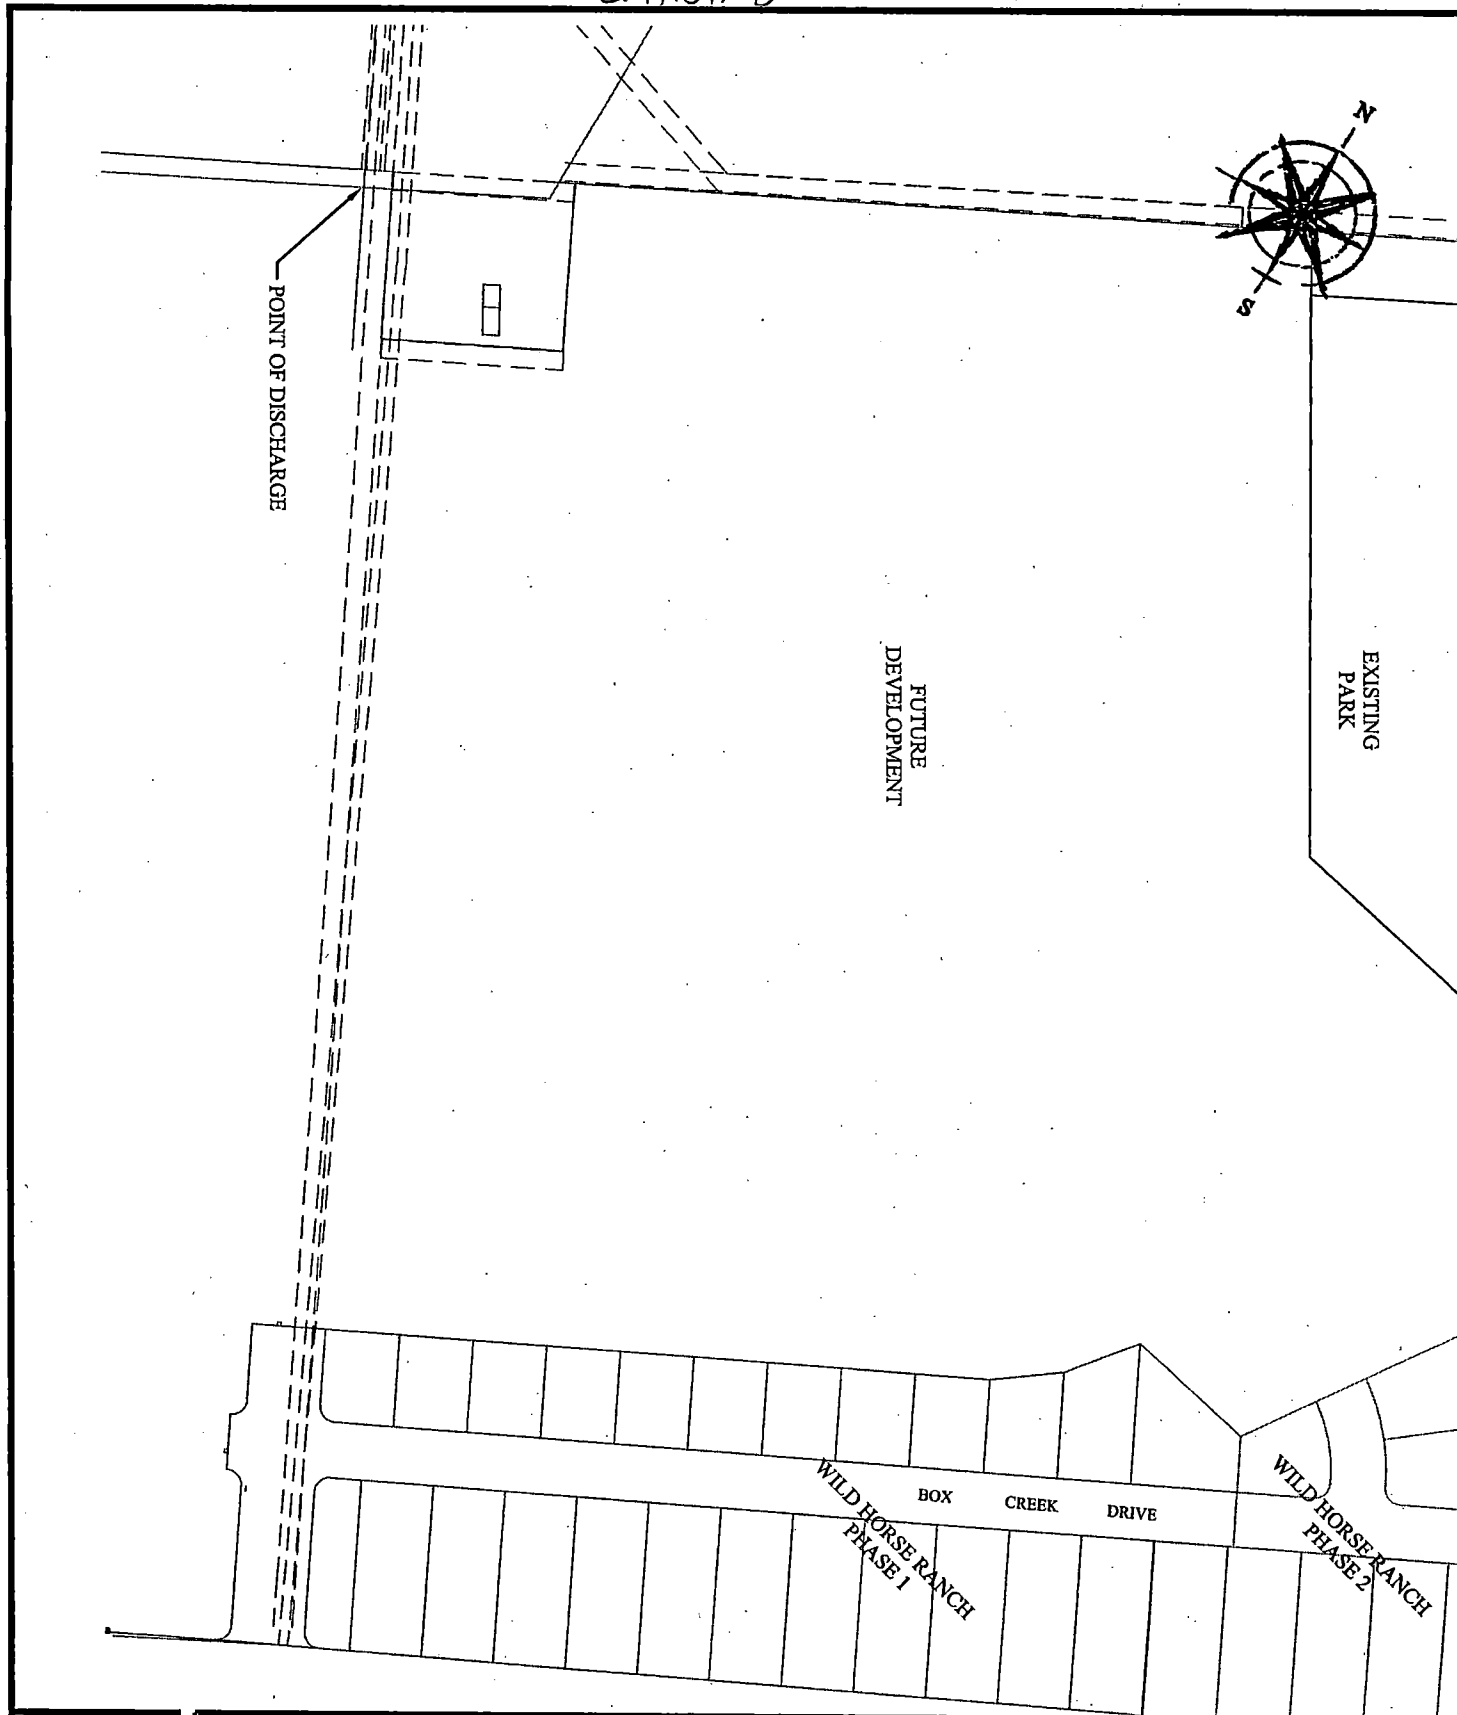 N
S
POINT OF DISCHARGE
EXISTING
PARK
FUTURE
DEVELOPMENT
BOX CREEK DRIVE
WILD HORSE RANCH
PHASE 1
WILD HORSE RANCH
PHASE 2